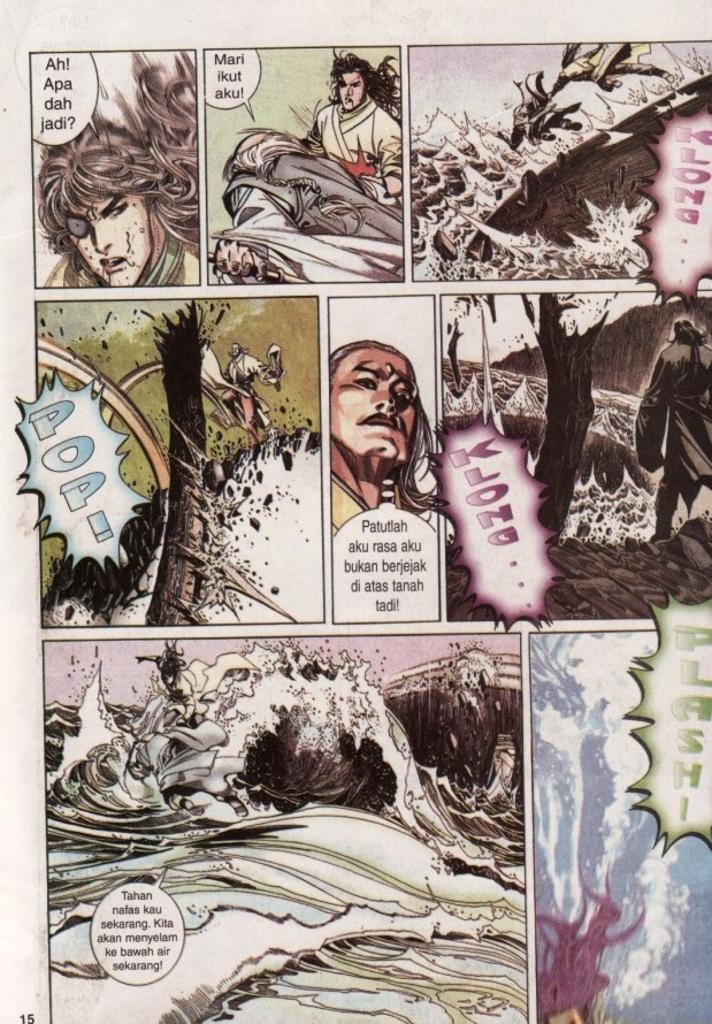 Ah!
Apa
dah
jadi?
Mari
ikut
aku!
KLONG...
POP!
Patutlah
aku rasa aku
bukan berjejak
di atas tanah
tadi!
KLONG...
Tahan
nafas kau
sekarang. Kita
akan menyelam
ke bawah air
sekarang!
PLASH!
15